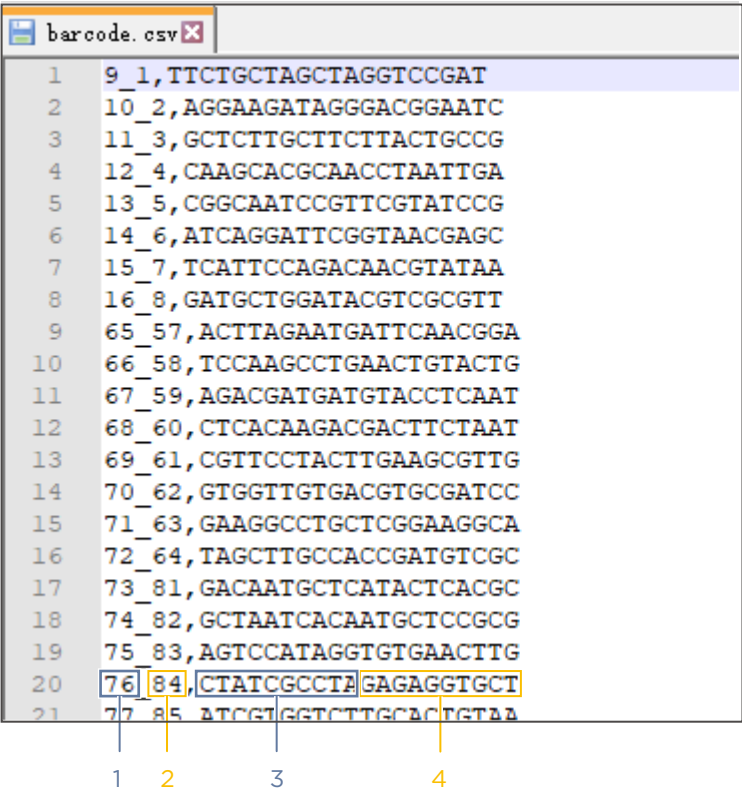 barcode.csv
1 9_1,TTCTGCTAGCTAGGTCCGAT
2 10_2,AGGAAGATAGGGACGGAATC
3 11_3,GCTCTTGCTTCTTACTGCCG
4 12_4,CAAGCACGCAACCTAATTGA
5 13_5,CGGCAATCCGTTCGTATCCG
6 14_6,ATCAGGATTCGGTAACGAGC
7 15_7,TCATTCCAGACAACGTATAA
8 16_8,GATGCTGGATACGTCGCGTT
9 65_57,ACTTAGAATGATTCAACGGA
10 66_58,TCCAAGCCTGAACTGTACTG
11 67_59,AGACGATGATGTACCTCAAT
12 68_60,CTCACAAGACGACTTCTAAT
13 69_61,CGTTCCTACTTGAAGCGTTG
14 70_62,GTGGTTGTGACGTGCGATCC
15 71_63,GAAGGCCTGCTCGGAAGGCA
16 72_64,TAGCTTGCCACCGATGTCGC
17 73_81,GACAATGCTCATACTCACGC
18 74_82,GCTAATCACAATGCTCCGCG
19 75_83,AGTCCATAGGTGTGAACTTG
20 76_84,CTATCGCCTAGAGAGGTGCT
21 77_85,ATCGTGGTCTTGCACTGTAA
1 2 3 4